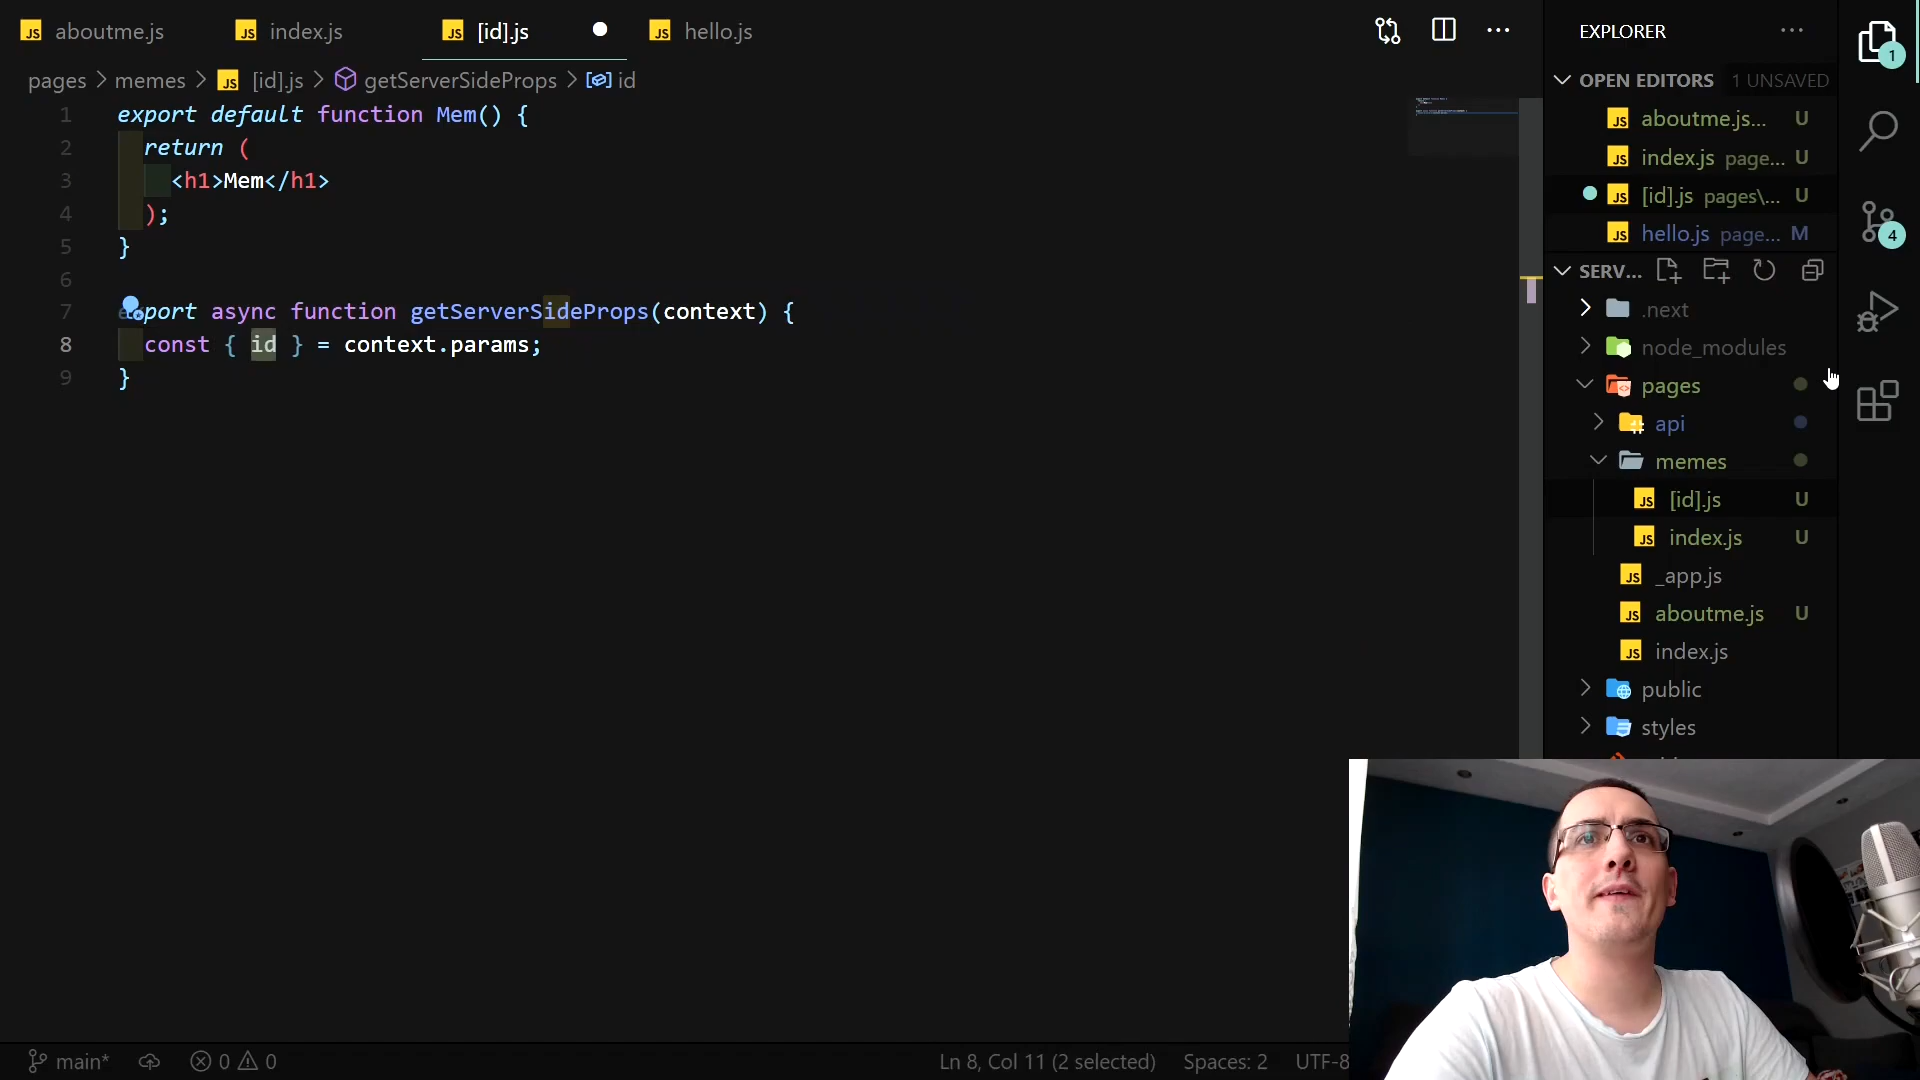 aboutme.js
index.js
[id].js
hello.js
pages > memes > [id].js > getServerSideProps > id
1 export default function Mem() {
2 return (
3 <h1>Mem</h1>
4 );
5 }
6
7 export async function getServerSideProps(context) {
8 const { id } = context.params;
9 }
EXPLORER
OPEN EDITORS 1 UNSAVED
aboutme.js... U
index.js page... U
[id].js pages\... U
hello.js page... M
SERV...
.next
node_modules
pages
api
memes
[id].js U
index.js U
_app.js
aboutme.js U
index.js
public
styles
1
4
main* 0 0 Ln 8, Col 11 (2 selected) Spaces: 2 UTF-8